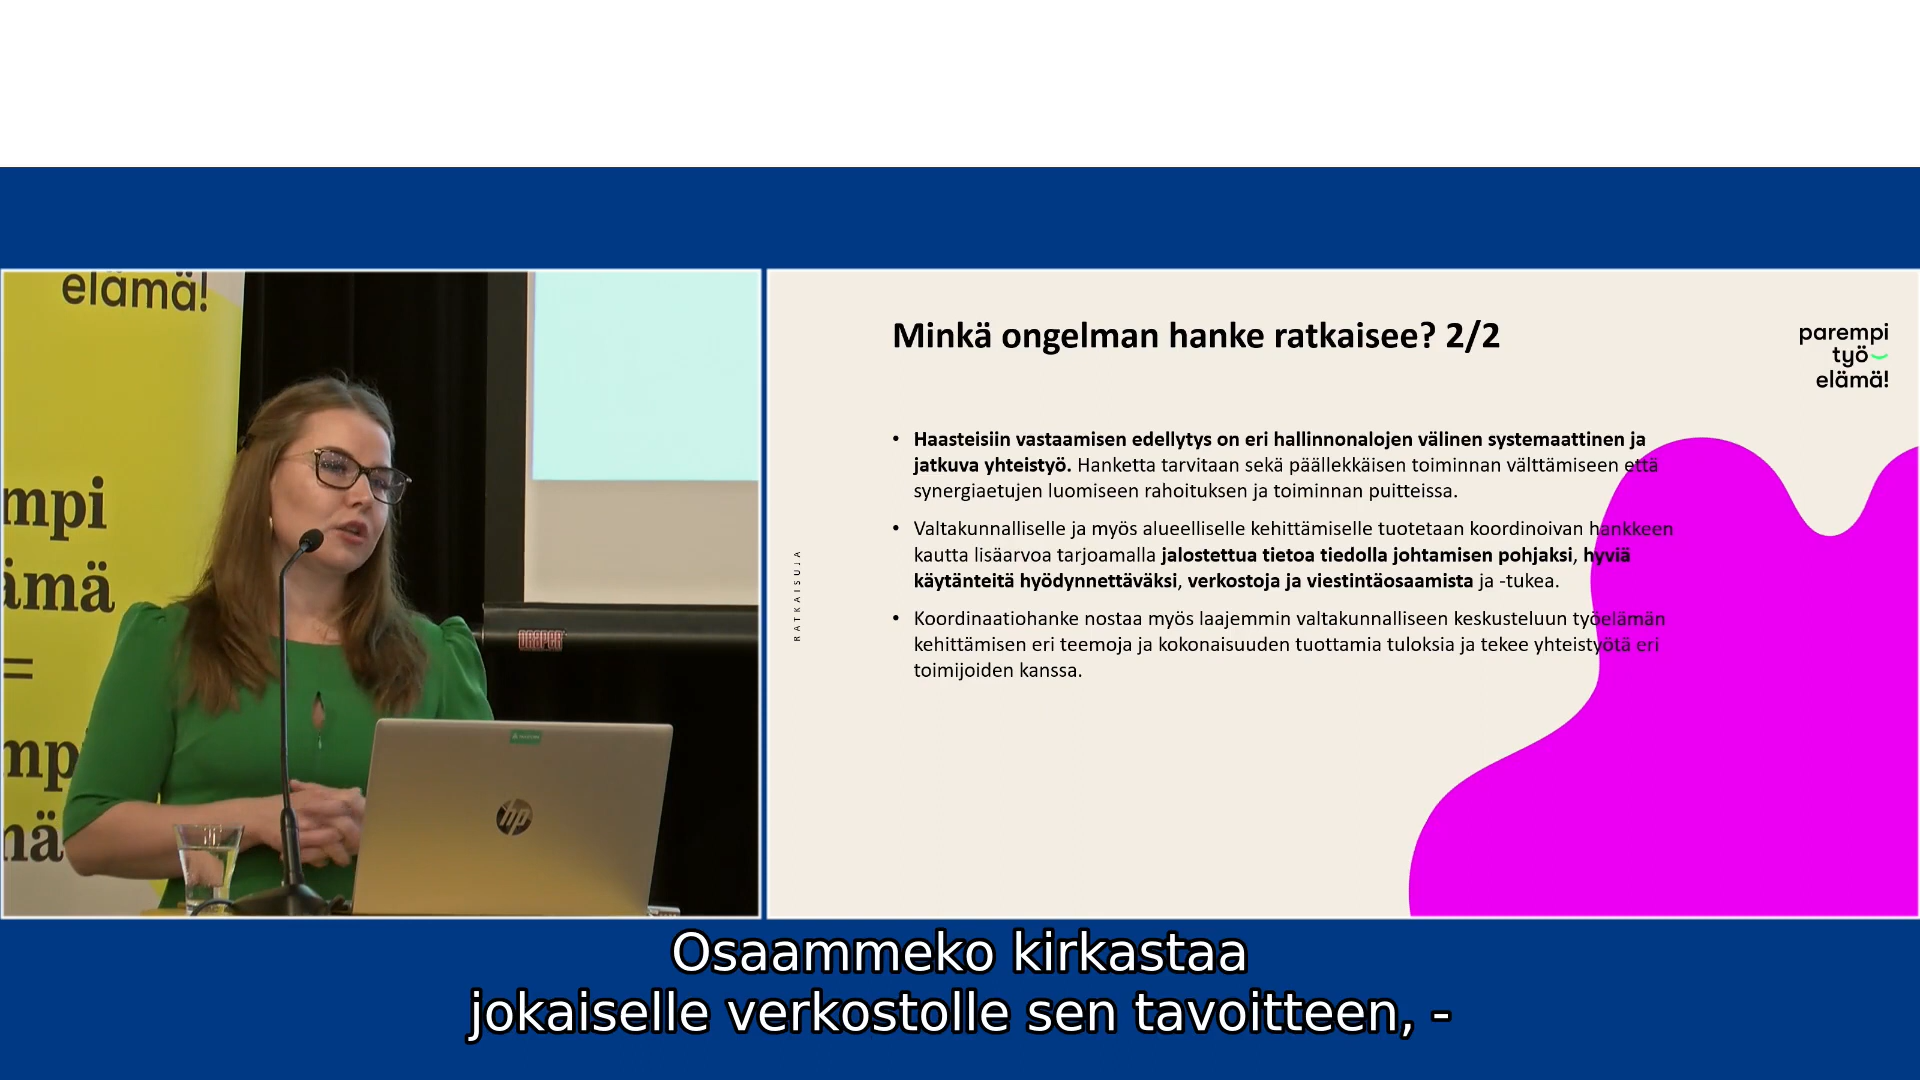 elämä!
mpi
ämä
=
mp
mä
DRAPER
hp
Minkä ongelman hanke ratkaisee? 2/2
parempi
työ
elämä!
RATKAISUJA
• Haasteisiin vastaamisen edellytys on eri hallinnonalojen välinen systemaattinen ja
jatkuva yhteistyö. Hanketta tarvitaan sekä päällekkäisen toiminnan välttämiseen että
synergiaetujen luomiseen rahoituksen ja toiminnan puitteissa.
• Valtakunnalliselle ja myös alueelliselle kehittämiselle tuotetaan koordinoivan hankkeen
kautta lisäarvoa tarjoamalla jalostettua tietoa tiedolla johtamisen pohjaksi, hyviä
käytänteitä hyödynnettäväksi, verkostoja ja viestintäosaamista ja -tukea.
• Koordinaatiohanke nostaa myös laajemmin valtakunnalliseen keskusteluun työelämän
kehittämisen eri teemoja ja kokonaisuuden tuottamia tuloksia ja tekee yhteistyötä eri
toimijoiden kanssa.
Osaammeko kirkastaa
jokaiselle verkostolle sen tavoitteen, -